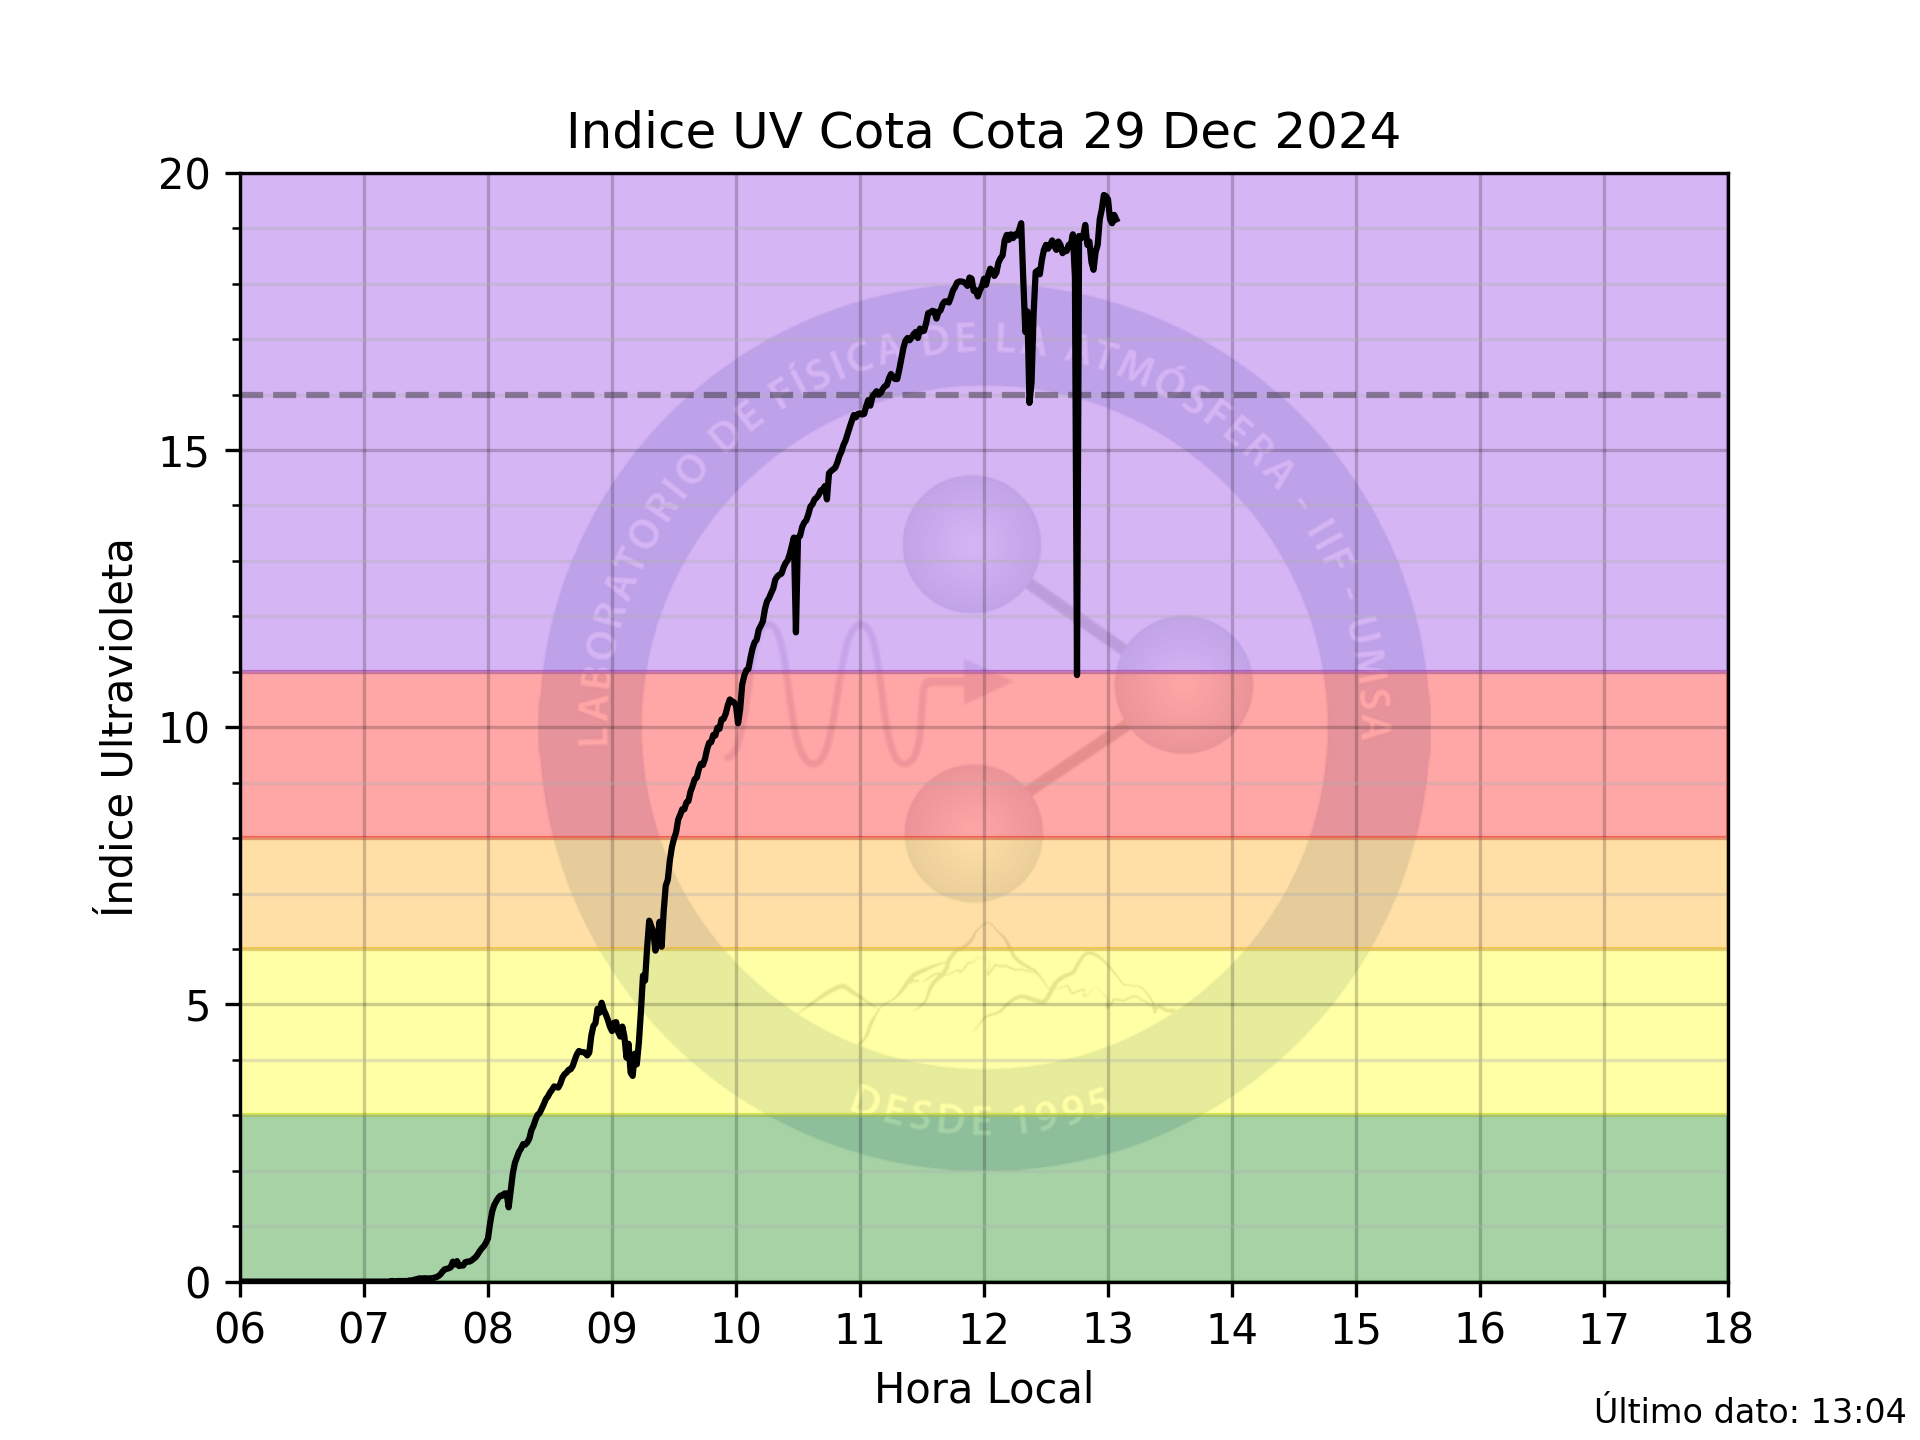 Indice UV Cota Cota 29 Dec 2024
20
15
10
5
0
Índice Ultravioleta
LABORATORIO DE FÍSICA DE LA ATMÓSFERA - IIF - UMSA
DESDE 1995
06 07 08 09 10 11 12 13 14 15 16 17 18
Hora Local
Último dato: 13:04